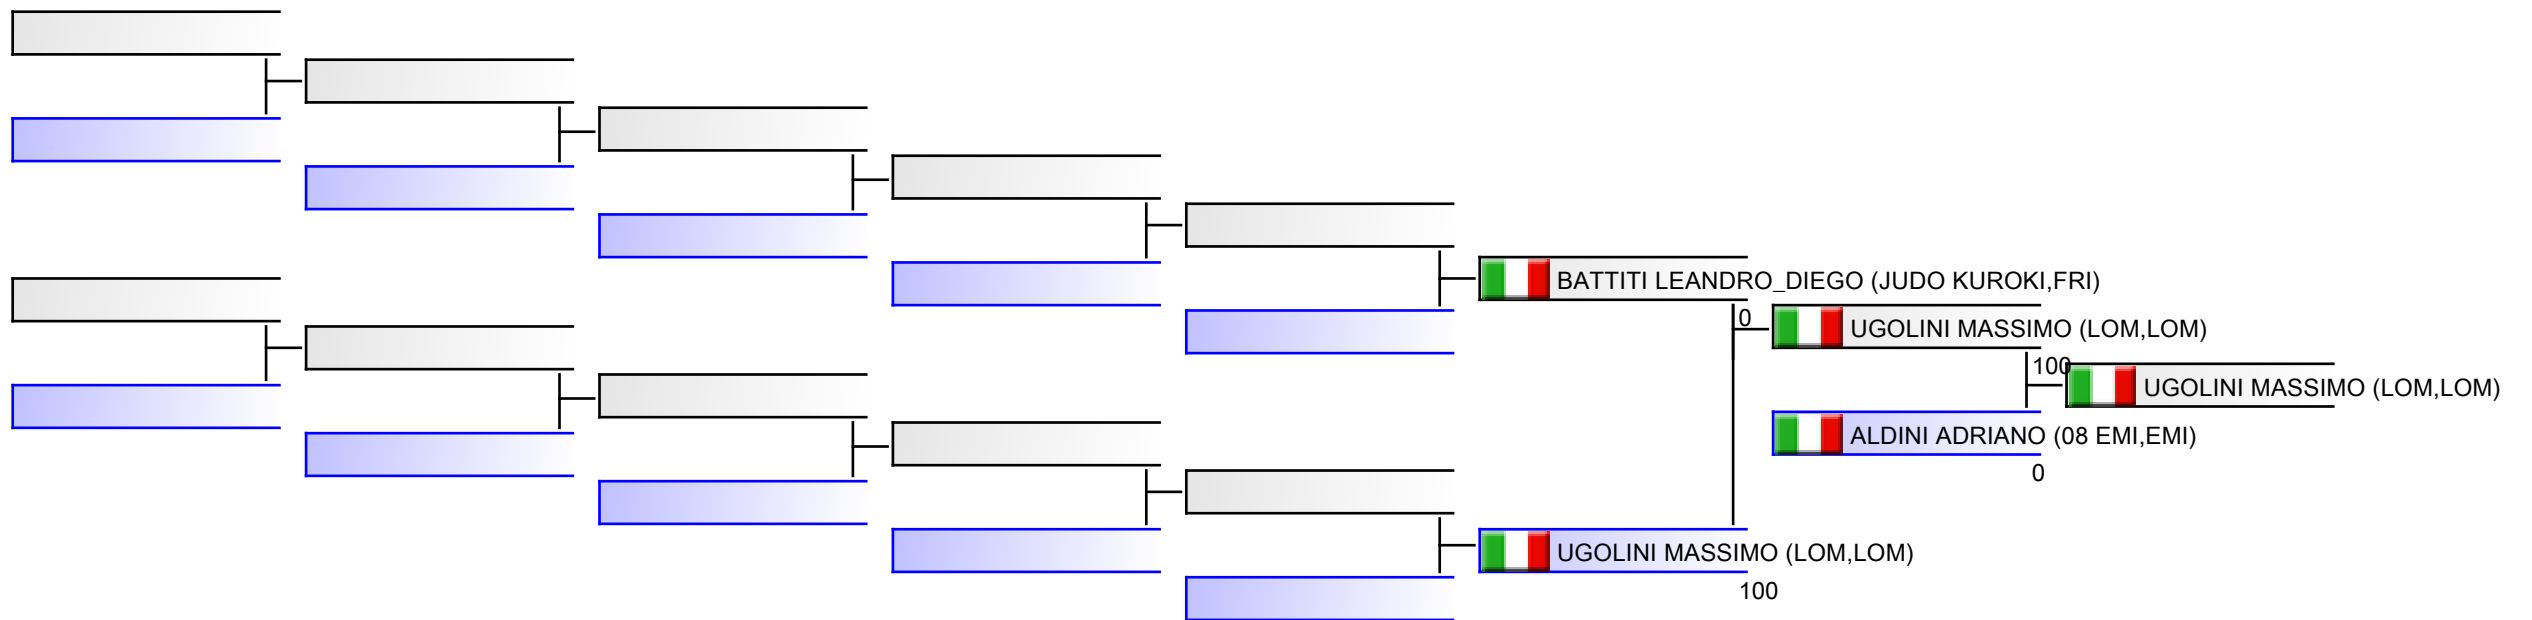 BATTITI LEANDRO_DIEGO (JUDO KUROKI,FRI)
0
UGOLINI MASSIMO (LOM,LOM)
100
UGOLINI MASSIMO (LOM,LOM)
ALDINI ADRIANO (08 EMI,EMI)
0
UGOLINI MASSIMO (LOM,LOM)
100